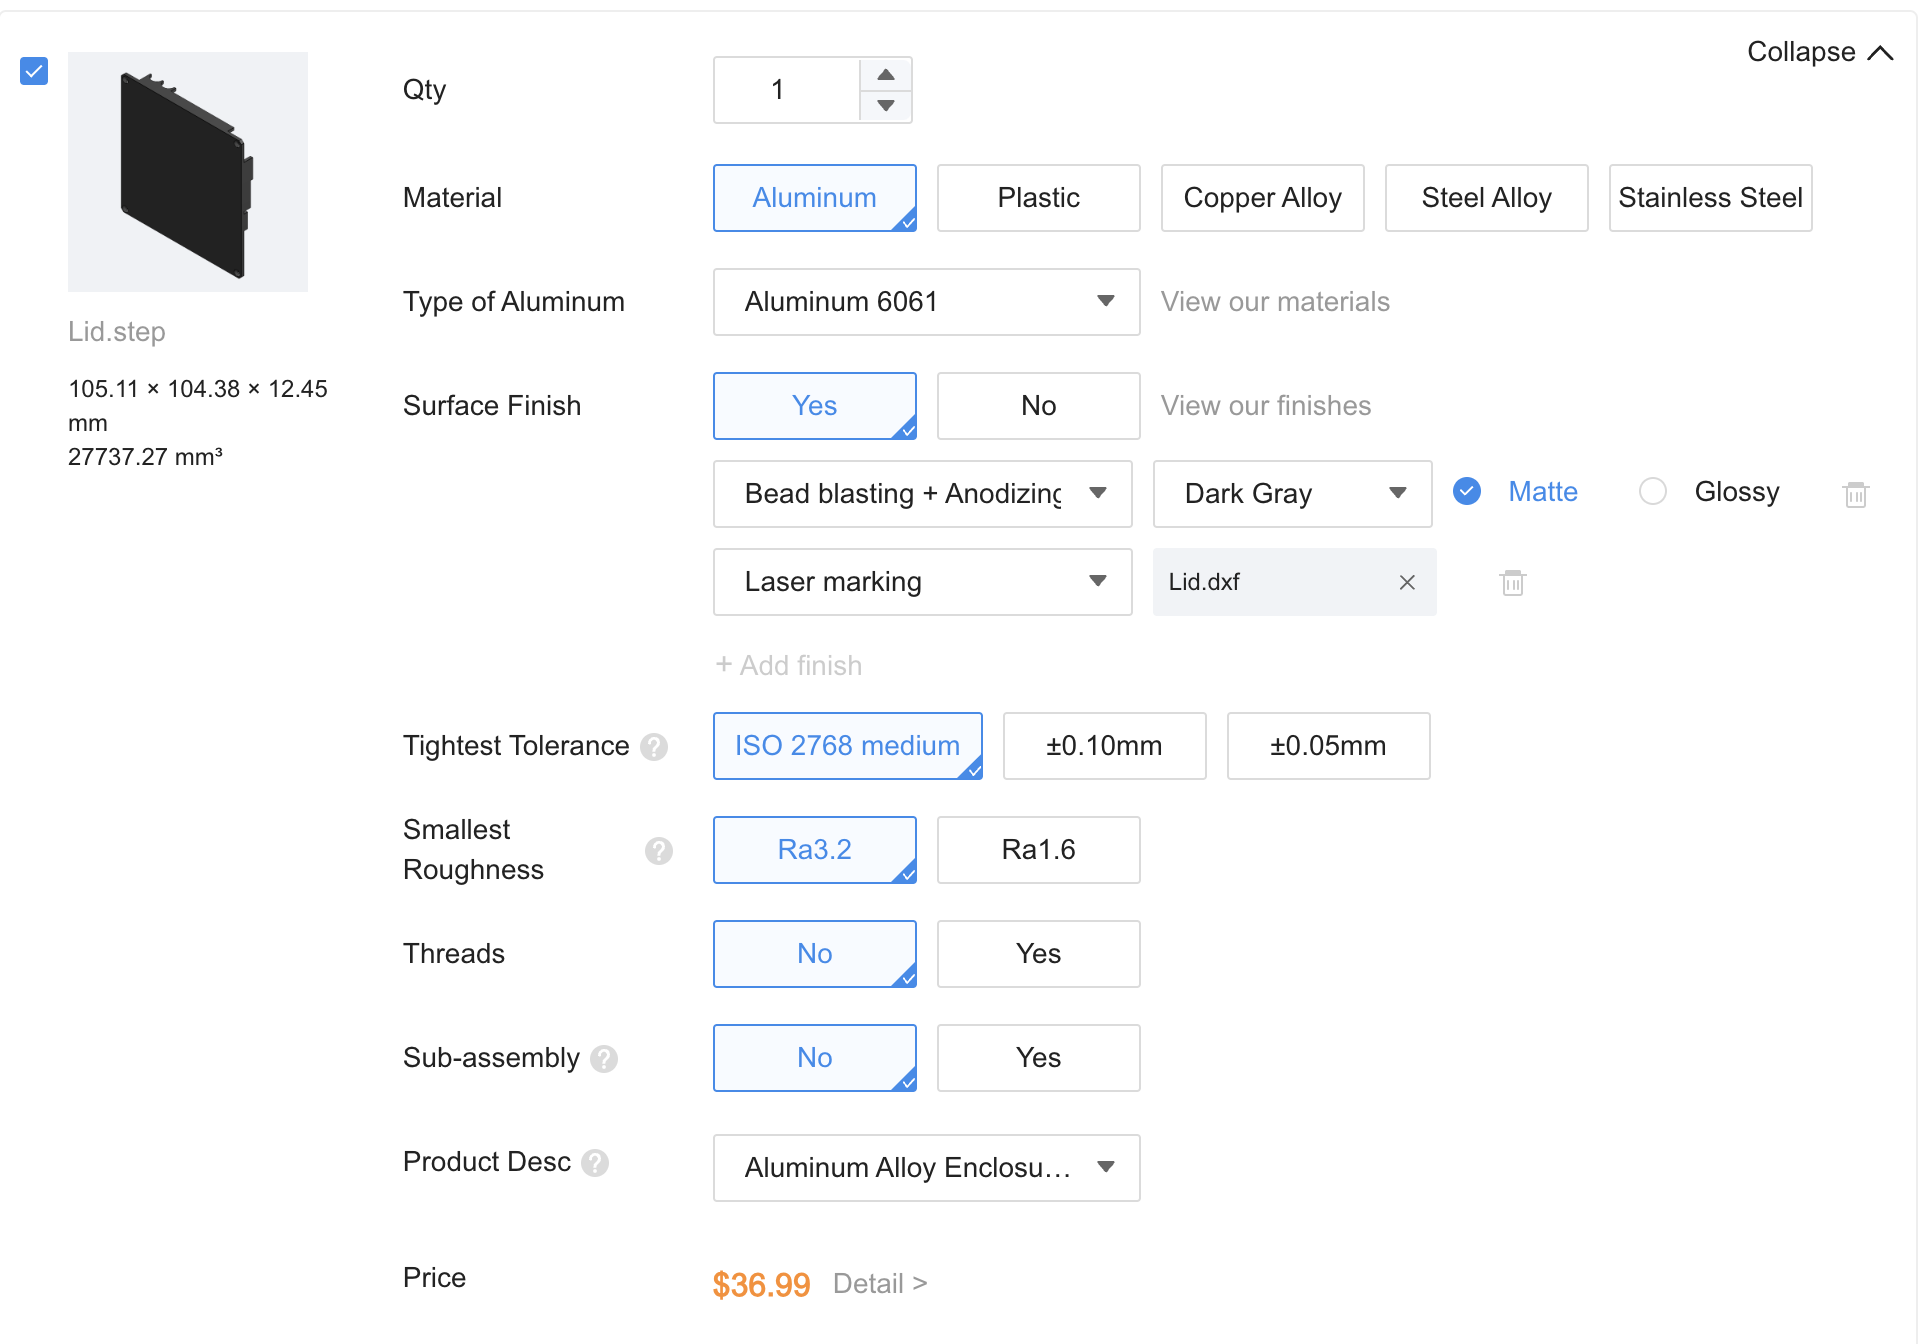 Collapse
Lid.step
105.11 × 104.38 × 12.45
mm
27737.27 mm³
Qty
1
Material
Aluminum
Plastic
Copper Alloy
Steel Alloy
Stainless Steel
Type of Aluminum
Aluminum 6061
View our materials
Surface Finish
Yes
No
View our finishes
Bead blasting + Anodizing
Dark Gray
Matte
Glossy
Laser marking
Lid.dxf
+ Add finish
Tightest Tolerance ?
ISO 2768 medium
±0.10mm
±0.05mm
Smallest
Roughness ?
Ra3.2
Ra1.6
Threads
No
Yes
Sub-assembly ?
No
Yes
Product Desc ?
Aluminum Alloy Enclosu...
Price
$36.99
Detail >